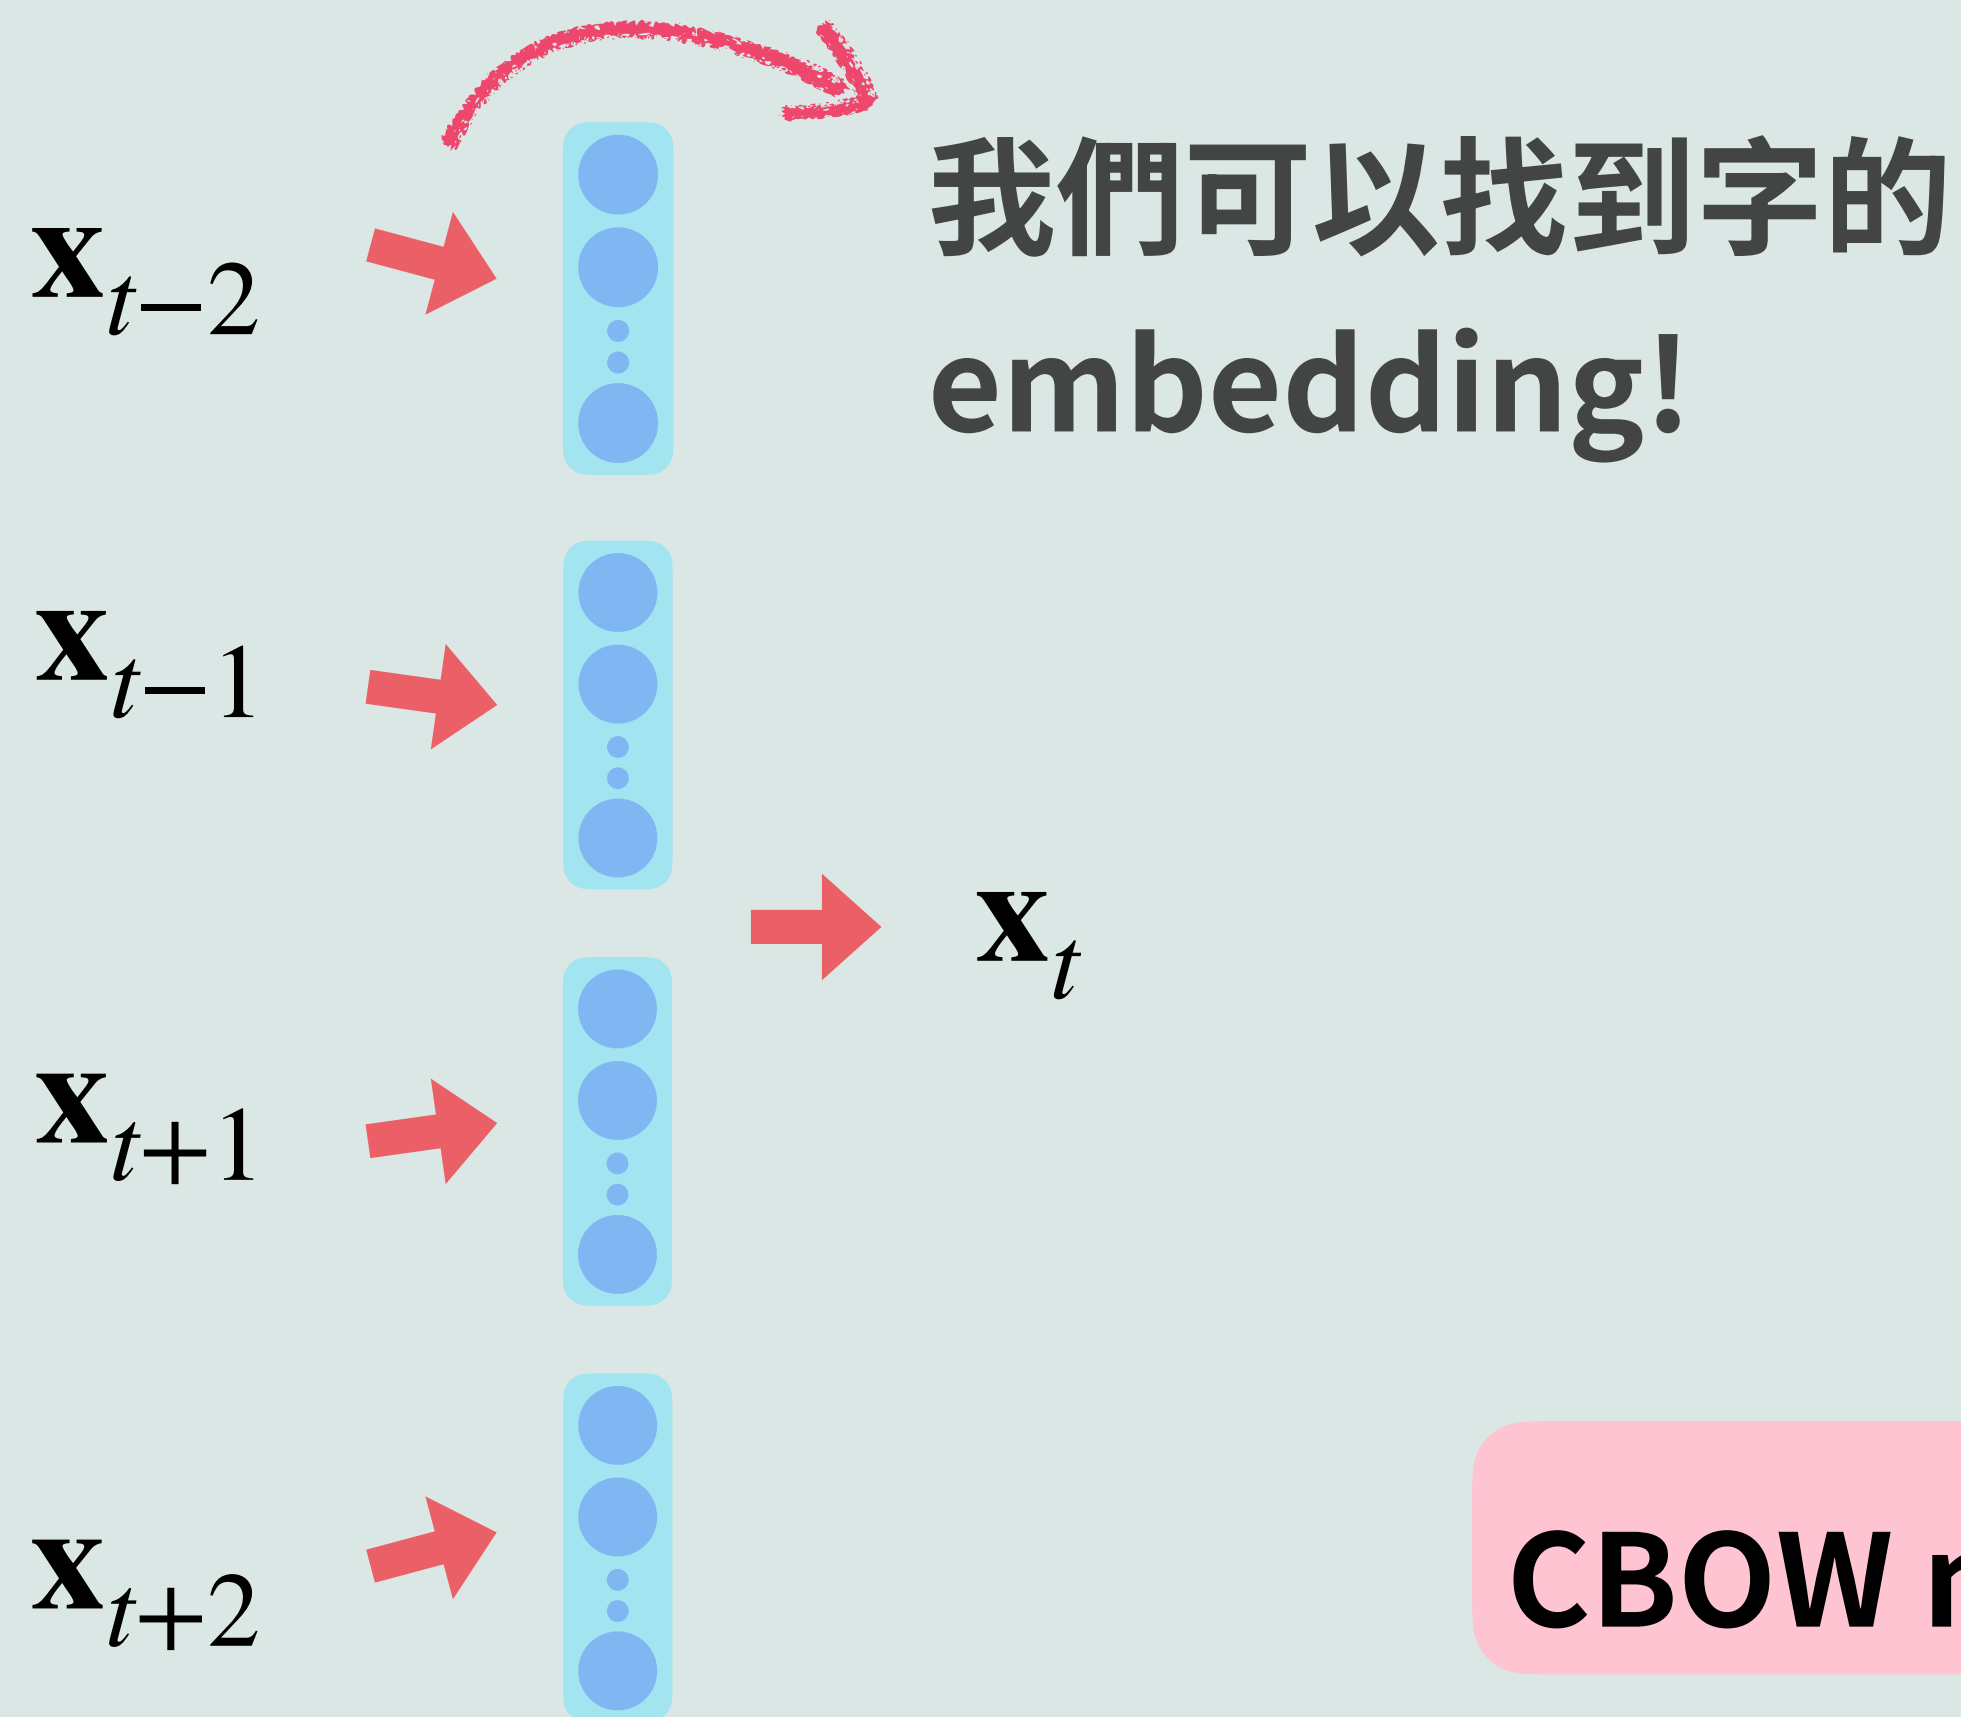 我們可以找到字的
embedding!
x_{t-2}
x_{t-1}
x_t
x_{t+1}
x_{t+2}
CBOW